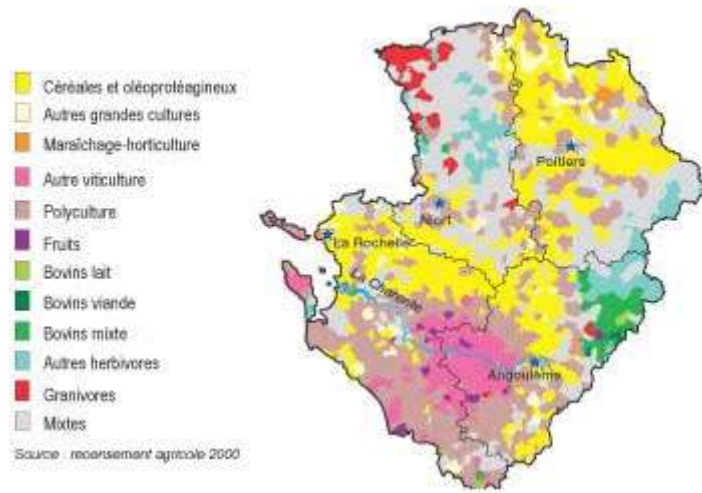 Céréales et oléoprotéagineux
Autres grandes cultures
Maraîchage-horticulture
Autre viticulture
Polyculture
Fruits
Bovins lait
Bovins viande
Bovins mixte
Autres herbivores
Granivores
Mixtes
Source : recensement agricole 2000
Poitiers
Niort
La Rochelle
La Charente
Angoulème